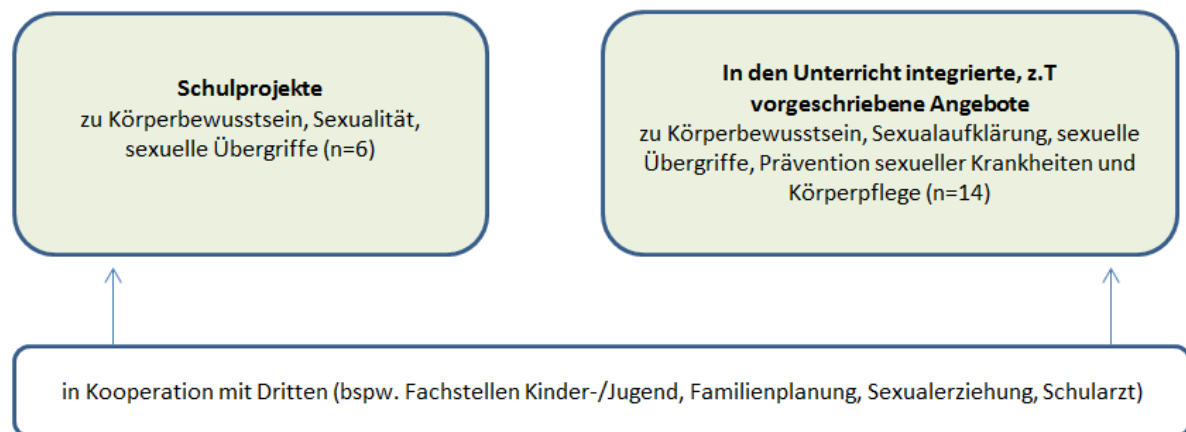 Schulprojekte
zu Körperbewusstsein, Sexualität,
sexuelle Übergriffe (n=6)
In den Unterricht integrierte, z.T
vorgeschriebene Angebote
zu Körperbewusstsein, Sexualaufklärung, sexuelle
Übergriffe, Prävention sexueller Krankheiten und
Körperpflege (n=14)
in Kooperation mit Dritten (bspw. Fachstellen Kinder-/Jugend, Familienplanung, Sexualerziehung, Schularzt)